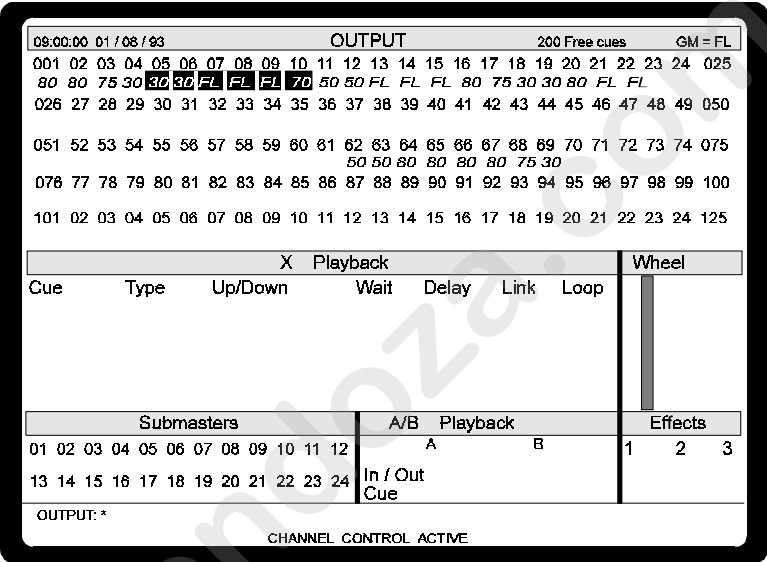 09:00:00 01 / 08 / 93 OUTPUT 200 Free cues GM = FL
001 02 03 04 05 06 07 08 09 10 11 12 13 14 15 16 17 18 19 20 21 22 23 24 025
80 80 75 30 30 30 FL FL FL 70 50 50 FL FL FL 80 75 30 30 80 FL FL
026 27 28 29 30 31 32 33 34 35 36 37 38 39 40 41 42 43 44 45 46 47 48 49 050
051 52 53 54 55 56 57 58 59 60 61 62 63 64 65 66 67 68 69 70 71 72 73 74 075
50 50 80 80 80 80 75 30
076 77 78 79 80 81 82 83 84 85 86 87 88 89 90 91 92 93 94 95 96 97 98 99 100
101 02 03 04 05 06 07 08 09 10 11 12 13 14 15 16 17 18 19 20 21 22 23 24 125
X Playback Wheel
Cue Type Up/Down Wait Delay Link Loop
Submasters A/B Playback Effects
01 02 03 04 05 06 07 08 09 10 11 12 A B 1 2 3
13 14 15 16 17 18 19 20 21 22 23 24 In / Out
Cue
OUTPUT: *
CHANNEL CONTROL ACTIVE